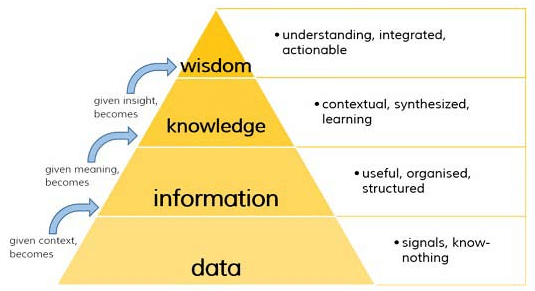 wisdom
• understanding, integrated,
actionable
given insight,
becomes
knowledge
• contextual, synthesized,
learning
given meaning,
becomes
information
• useful, organised,
structured
given context,
becomes
data
• signals, know-
nothing